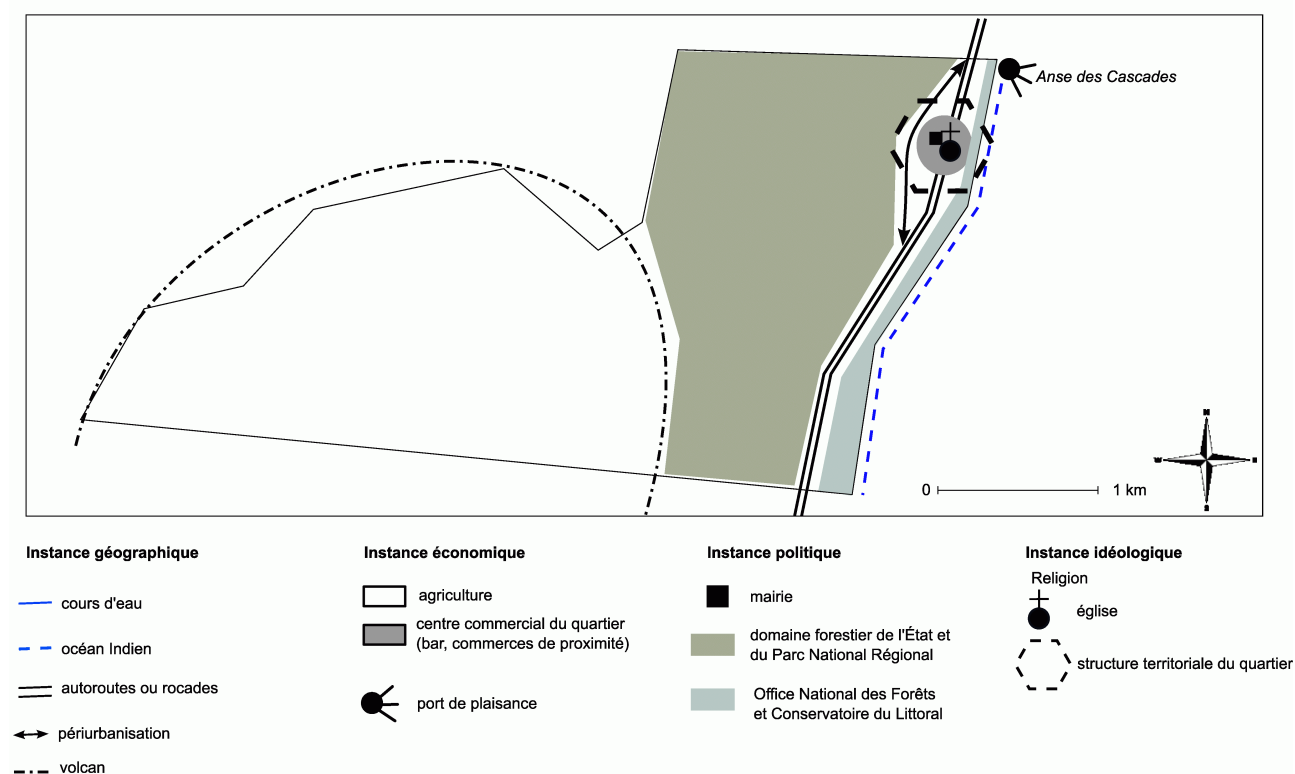 Anse des Cascades
N
0 1 km
Instance géographique
cours d'eau
océan Indien
autoroutes ou rocades
périurbanisation
volcan
Instance économique
agriculture
centre commercial du quartier
(bar, commerces de proximité)
port de plaisance
Instance politique
mairie
domaine forestier de l'État et
du Parc National Régional
Office National des Forêts
et Conservatoire du Littoral
Instance idéologique
Religion
église
structure territoriale du quartier